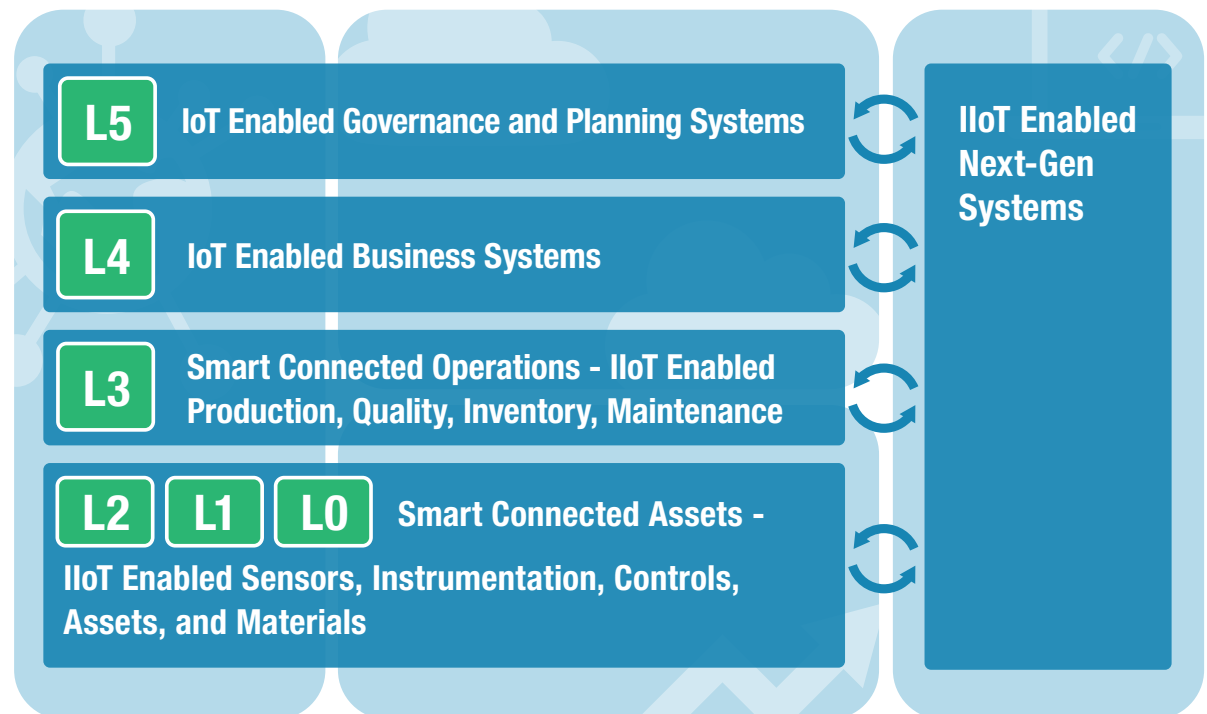 L5
IoT Enabled Governance and Planning Systems
L4
IoT Enabled Business Systems
L3
Smart Connected Operations - IIoT Enabled
Production, Quality, Inventory, Maintenance
L2 L1 L0 Smart Connected Assets -
IIoT Enabled Sensors, Instrumentation, Controls,
Assets, and Materials
IIoT Enabled
Next-Gen
Systems